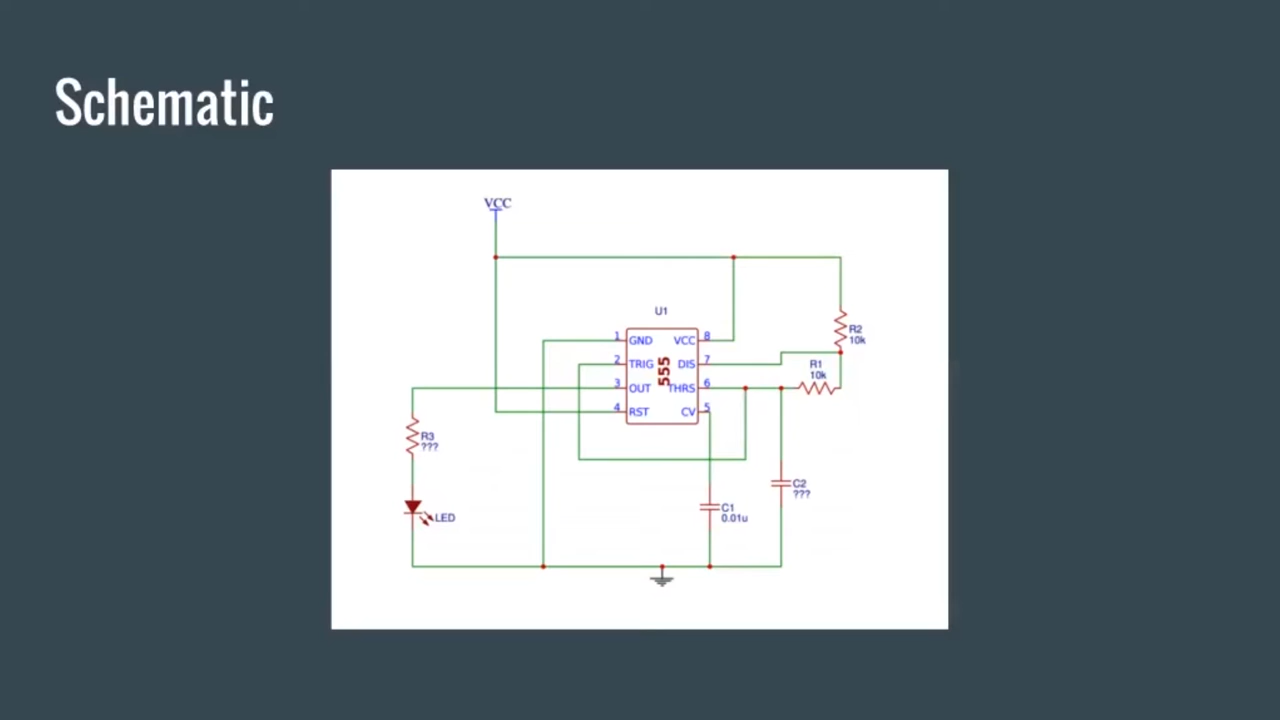 Schematic
VCC
U1
1 GND VCC 8
2 TRIG DIS 7
3 OUT THRS 6
4 RST CV 5
555
R2
10k
R1
10k
R3
???
LED
C1
0.01u
C2
???